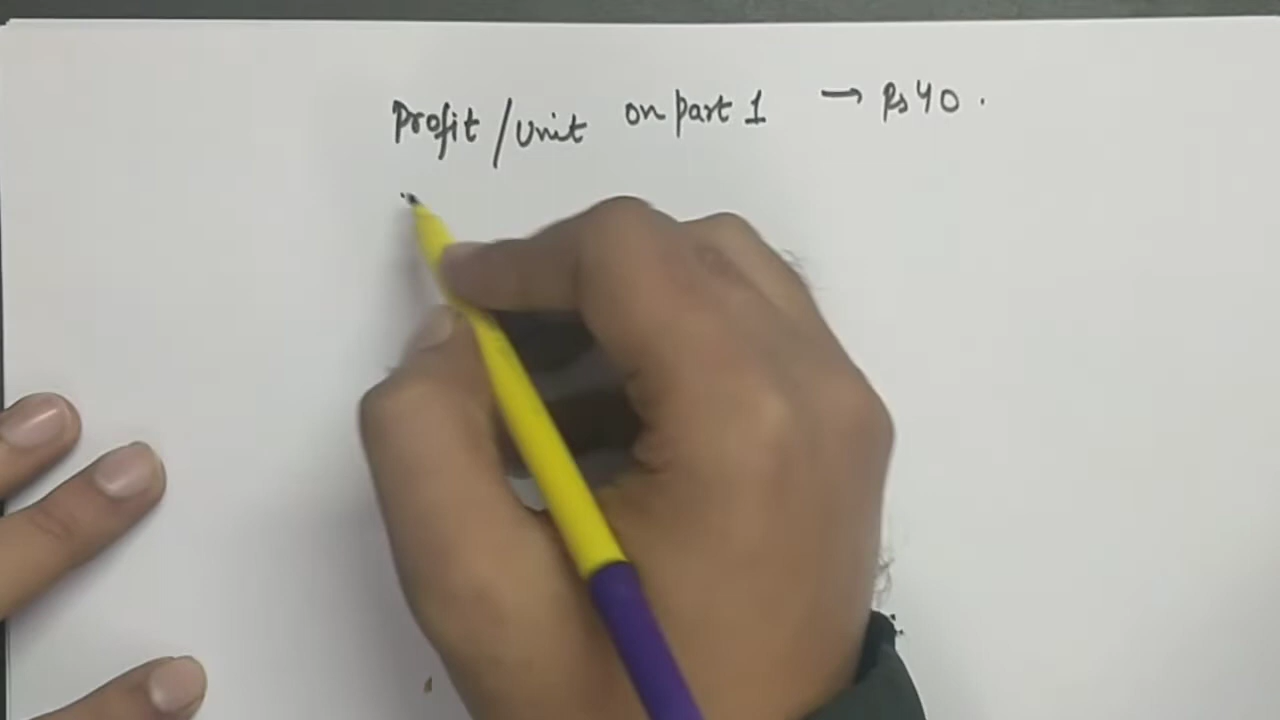 Profit/Unit on part 1 → Rs 40.